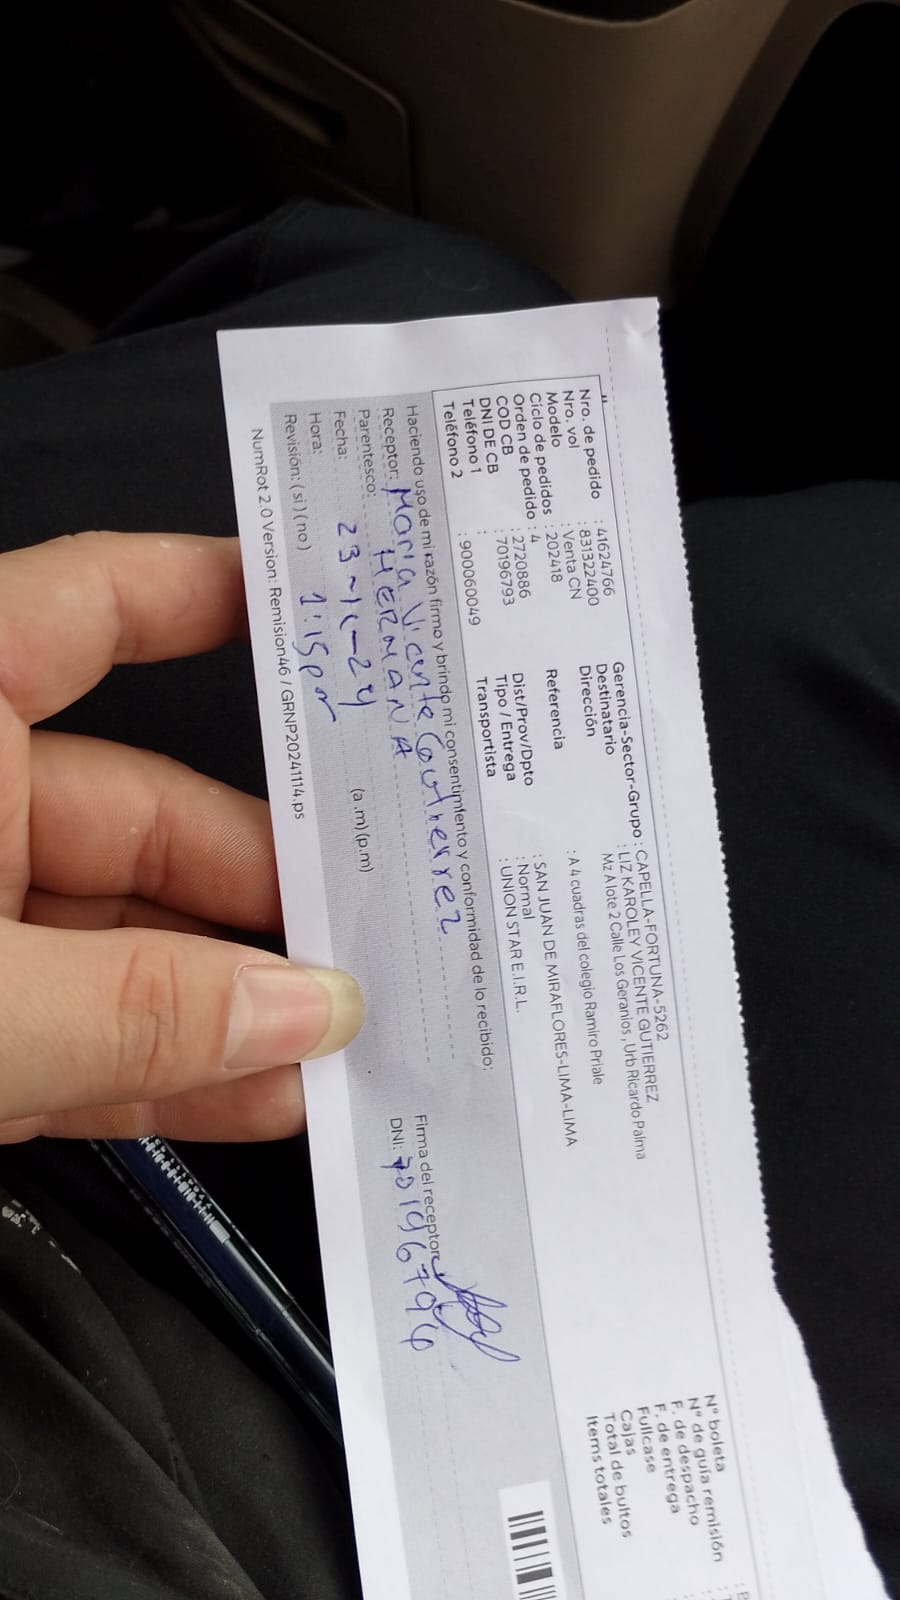 Nro. de pedido : 41624766
Nro. vol : 831322400
Modelo : Venta CN
Ciclo de pedidos : 202418
Orden de pedido : 4
COD CB : 2720886
DNI DE CB : 70196793
Teléfono 1 :
Teléfono 2 : 900060049
Gerencia-Sector-Grupo : CAPELLA-FORTUNA-5262
Destinatario : LIZ KAROLEY VICENTE GUTIERREZ
Dirección Mz A lote 2 Calle Los Geranios , Urb Ricardo Palma
Referencia : A 4 cuadras del colegio Ramiro Priale
Dist/Prov/Dpto : SAN JUAN DE MIRAFLORES-LIMA-LIMA
Tipo / Entrega : Normal
Transportista : UNION STAR E.I.R.L.
N° boleta
N° de guía remisión
F. de despacho
F. de entrega
Fullcase
Cajas
Total de bultos
Items totales
Haciendo uso de mi razón firmo y brindo mi consentimiento y conformidad de lo recibido:
Receptor: Maria Vicente Gutierrez
Parentesco: HERMANA
Fecha: 23-11-24
Hora: 1:15 pm (a .m) (p.m)
Revisión: ( si ) ( no )
Firma del receptor:
DNI: 70196794
NumRot 2.0 Version: Remision46 / GRNP20241114.ps